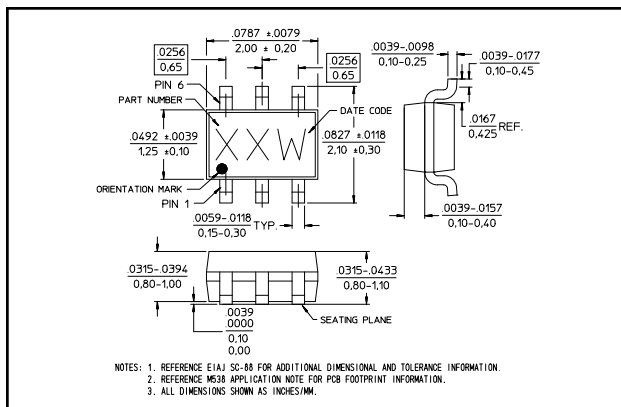 .0787 ±.0079
2,00 ± 0,20
.0256
0,65
.0256
0.65
PIN 6
PART NUMBER
DATE CODE
.0492 ±.0039
1,25 ±0,10
XXW
.0827 ±.0118
2,10 ±0,30
ORIENTATION MARK
PIN 1
.0059-.0118
0,15-0,30
TYP.
.0039-.0098
0,10-0,25
.0039-.0177
0,10-0,45
.0167
0,425
REF.
.0039-.0157
0,10-0,40
.0315-.0394
0,80-1,00
.0315-.0433
0,80-1,10
.0039
.0000
0,10
0,00
SEATING PLANE
NOTES: 1. REFERENCE EIAJ SC-88 FOR ADDITIONAL DIMENSIONAL AND TOLERANCE INFORMATION.
2. REFERENCE M538 APPLICATION NOTE FOR PCB FOOTPRINT INFORMATION.
3. ALL DIMENSIONS SHOWN AS INCHES/MM.